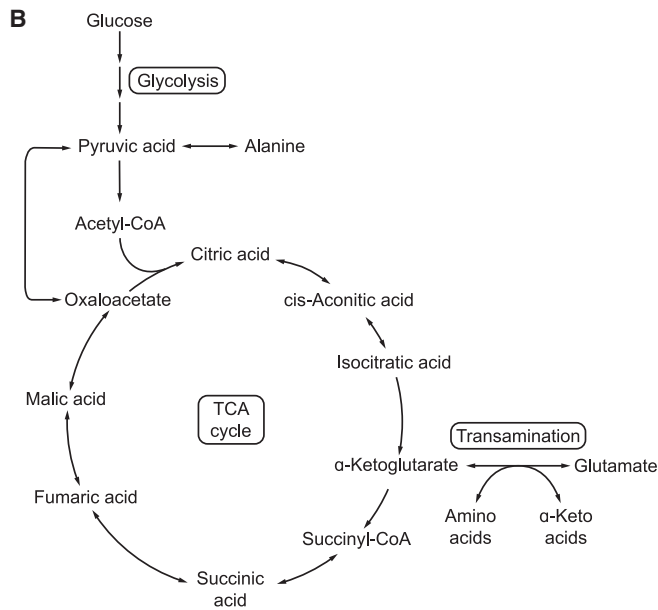 B
Glucose
Glycolysis
Pyruvic acid
Alanine
Acetyl-CoA
Citric acid
Oxaloacetate
cis-Aconitic acid
Isocitratic acid
Malic acid
TCA
cycle
Transamination
α-Ketoglutarate
Glutamate
Fumaric acid
Amino
acids
α-Keto
acids
Succinyl-CoA
Succinic
acid